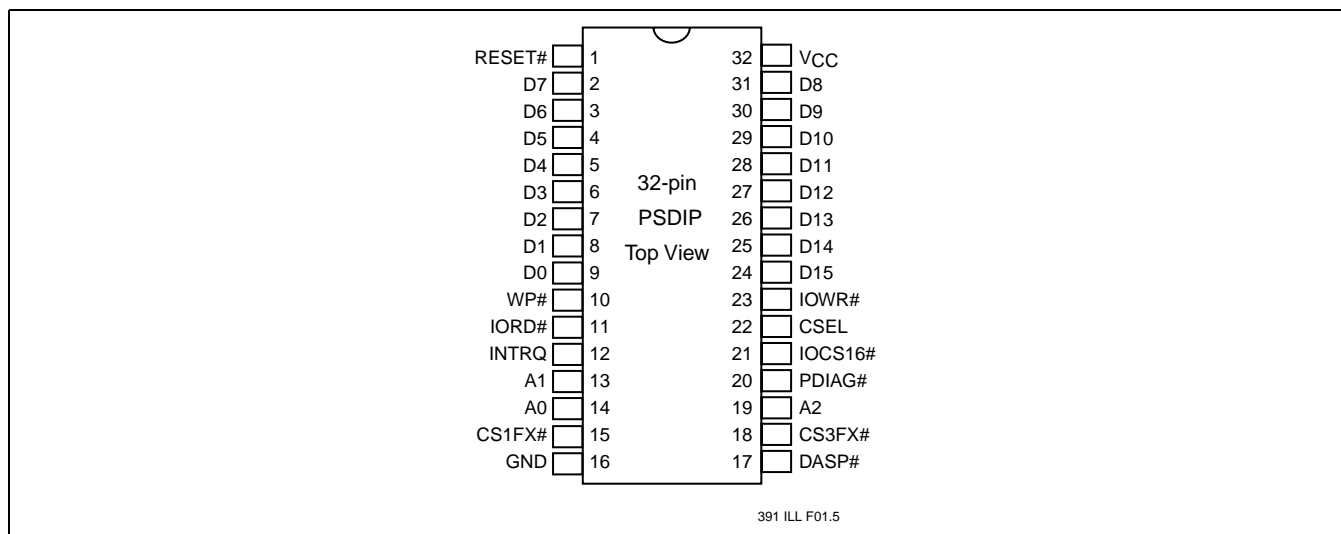 RESET# 1 32 VCC
D7 2 31 D8
D6 3 30 D9
D5 4 29 D10
D4 5 28 D11
D3 6 32-pin 27 D12
D2 7 PSDIP 26 D13
D1 8 Top View 25 D14
D0 9 24 D15
WP# 10 23 IOWR#
IORD# 11 22 CSEL
INTRQ 12 21 IOCS16#
A1 13 20 PDIAG#
A0 14 19 A2
CS1FX# 15 18 CS3FX#
GND 16 17 DASP#
391 ILL F01.5